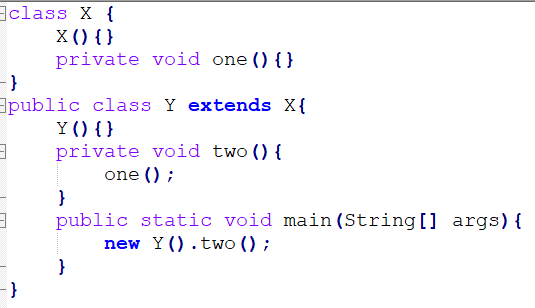 class X {
    X(){}
    private void one(){}
}
public class Y extends X{
    Y(){}
    private void two(){
        one();
    }
    public static void main(String[] args){
        new Y().two();
    }
}